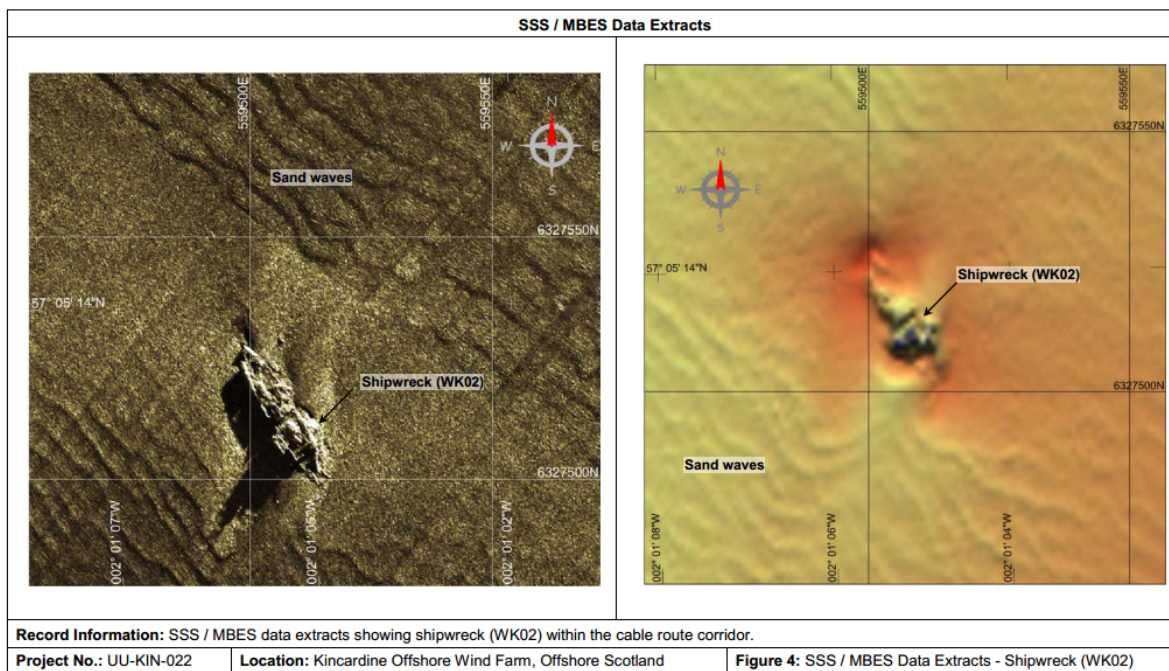 SSS / MBES Data Extracts
559500E
559550E
N
W
E
S
Sand waves
6327550N
57° 05' 14"N
Shipwreck (WK02)
6327500N
002° 01' 07"W
002° 01' 05"W
002° 01' 02"W
559500E
559550E
6327550N
N
W
E
S
57° 05' 14"N
Shipwreck (WK02)
6327500N
Sand waves
002° 01' 08"W
002° 01' 06"W
002° 01' 04"W
Record Information: SSS / MBES data extracts showing shipwreck (WK02) within the cable route corridor.
Project No.: UU-KIN-022
Location: Kincardine Offshore Wind Farm, Offshore Scotland
Figure 4: SSS / MBES Data Extracts - Shipwreck (WK02)